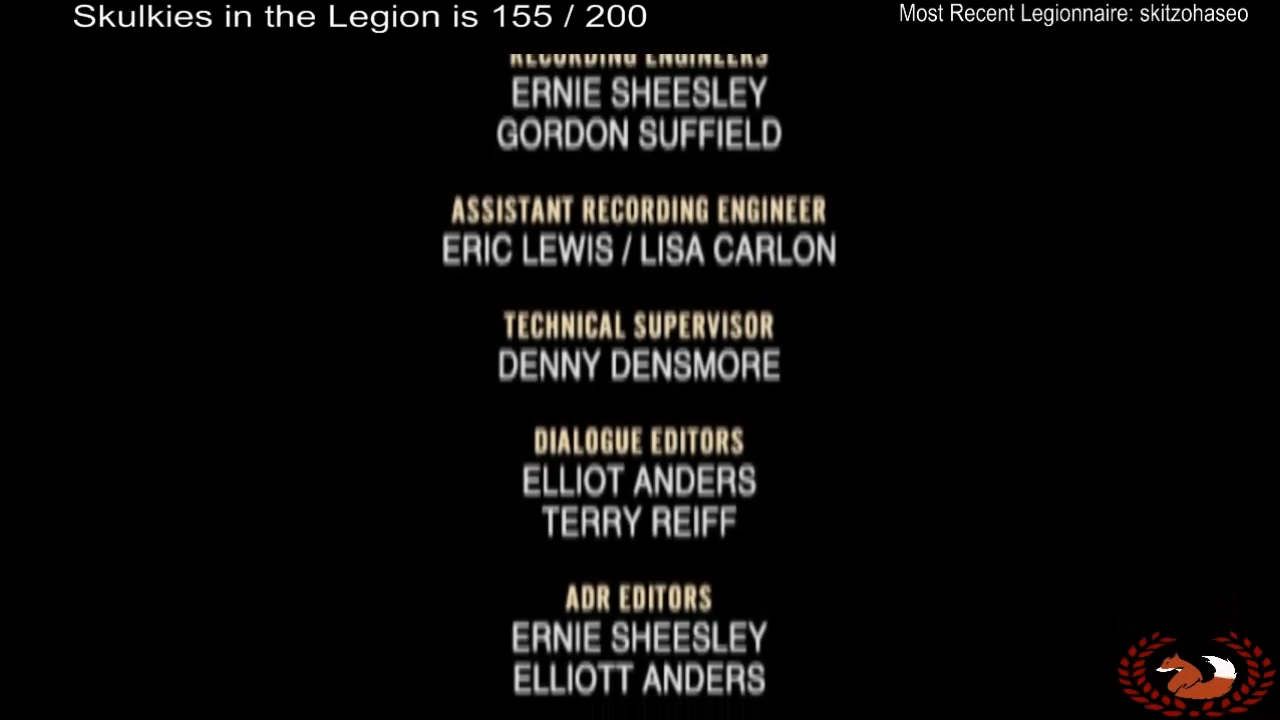 Skulkies in the Legion is 155 / 200
Most Recent Legionnaire: skitzohaseo
RECORDING ENGINEERS
ERNIE SHEESLEY
GORDON SUFFIELD
ASSISTANT RECORDING ENGINEER
ERIC LEWIS / LISA CARLON
TECHNICAL SUPERVISOR
DENNY DENSMORE
DIALOGUE EDITORS
ELLIOT ANDERS
TERRY REIFF
ADR EDITORS
ERNIE SHEESLEY
ELLIOTT ANDERS